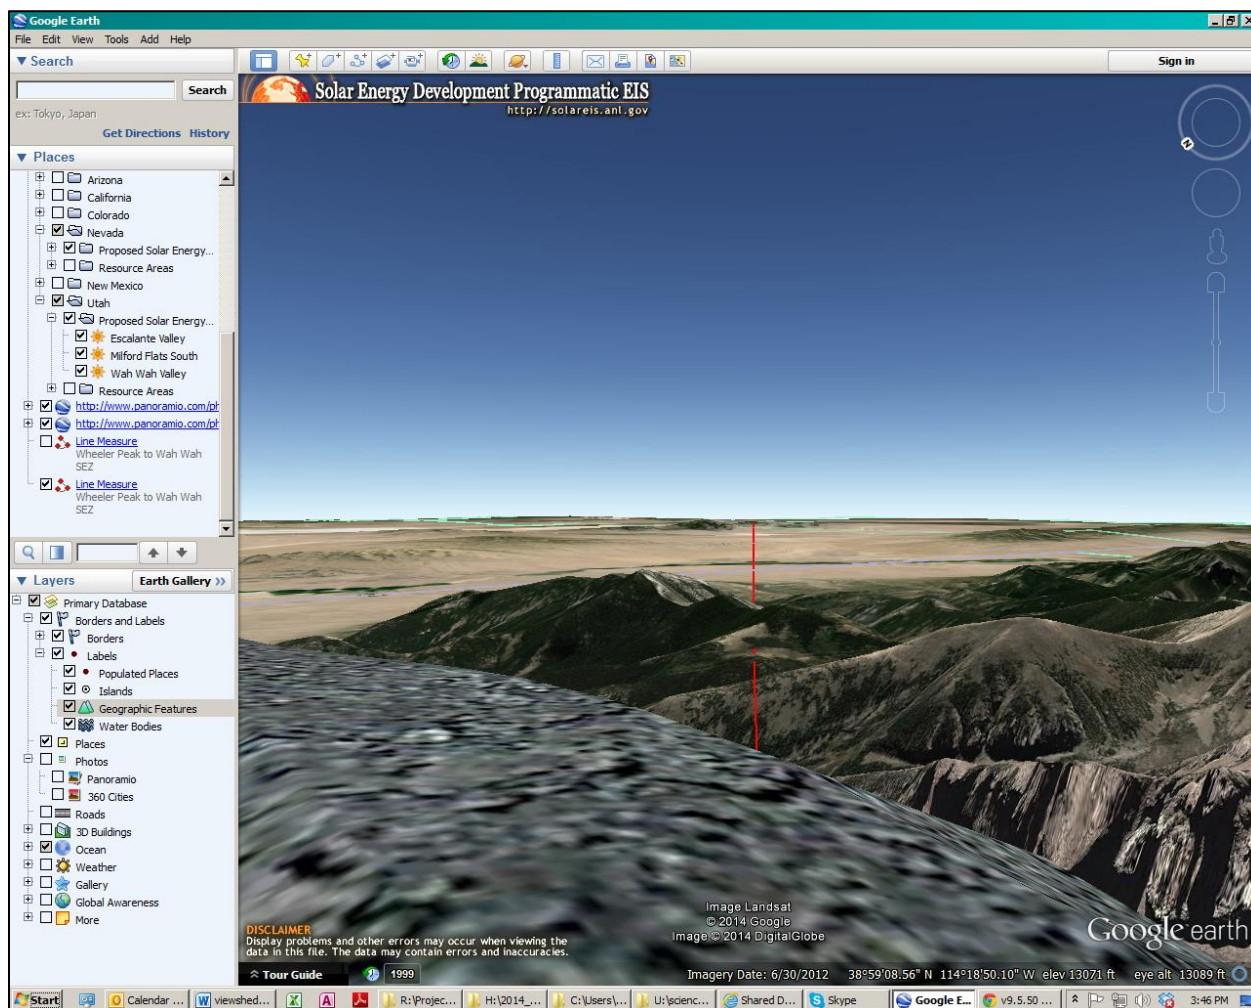 Google Earth
File Edit View Tools Add Help
Search
Search
ex: Tokyo, Japan
Get Directions History
Places
Arizona
California
Colorado
Nevada
Proposed Solar Energy...
Resource Areas
New Mexico
Utah
Proposed Solar Energy...
Escalante Valley
Milford Flats South
Wah Wah Valley
Resource Areas
http://www.panoramio.com/ph
http://www.panoramio.com/ph
Line Measure
Wheeler Peak to Wah Wah
SEZ
Line Measure
Wheeler Peak to Wah Wah
SEZ
Layers
Earth Gallery »
Primary Database
Borders and Labels
Borders
Labels
Populated Places
Islands
Geographic Features
Water Bodies
Places
Photos
Panoramio
360 Cities
Roads
3D Buildings
Ocean
Weather
Gallery
Global Awareness
More
Sign in
Solar Energy Development Programmatic EIS
http://solareis.anl.gov
N
Image Landsat
© 2014 Google
Image © 2014 DigitalGlobe
Google earth
DISCLAIMER
Display problems and other errors may occur when viewing the
data in this file. The data may contain errors and inaccuracies.
Tour Guide
1999
Imagery Date: 6/30/2012 38°59'08.56" N 114°18'50.10" W elev 13071 ft eye alt 13089 ft
Start
Calendar ...
viewshed...
R:\Projec...
H:\2014_...
C:\Users\...
U:\scienc...
Shared D...
Skype
Google E...
v9.5.50 ...
3:46 PM